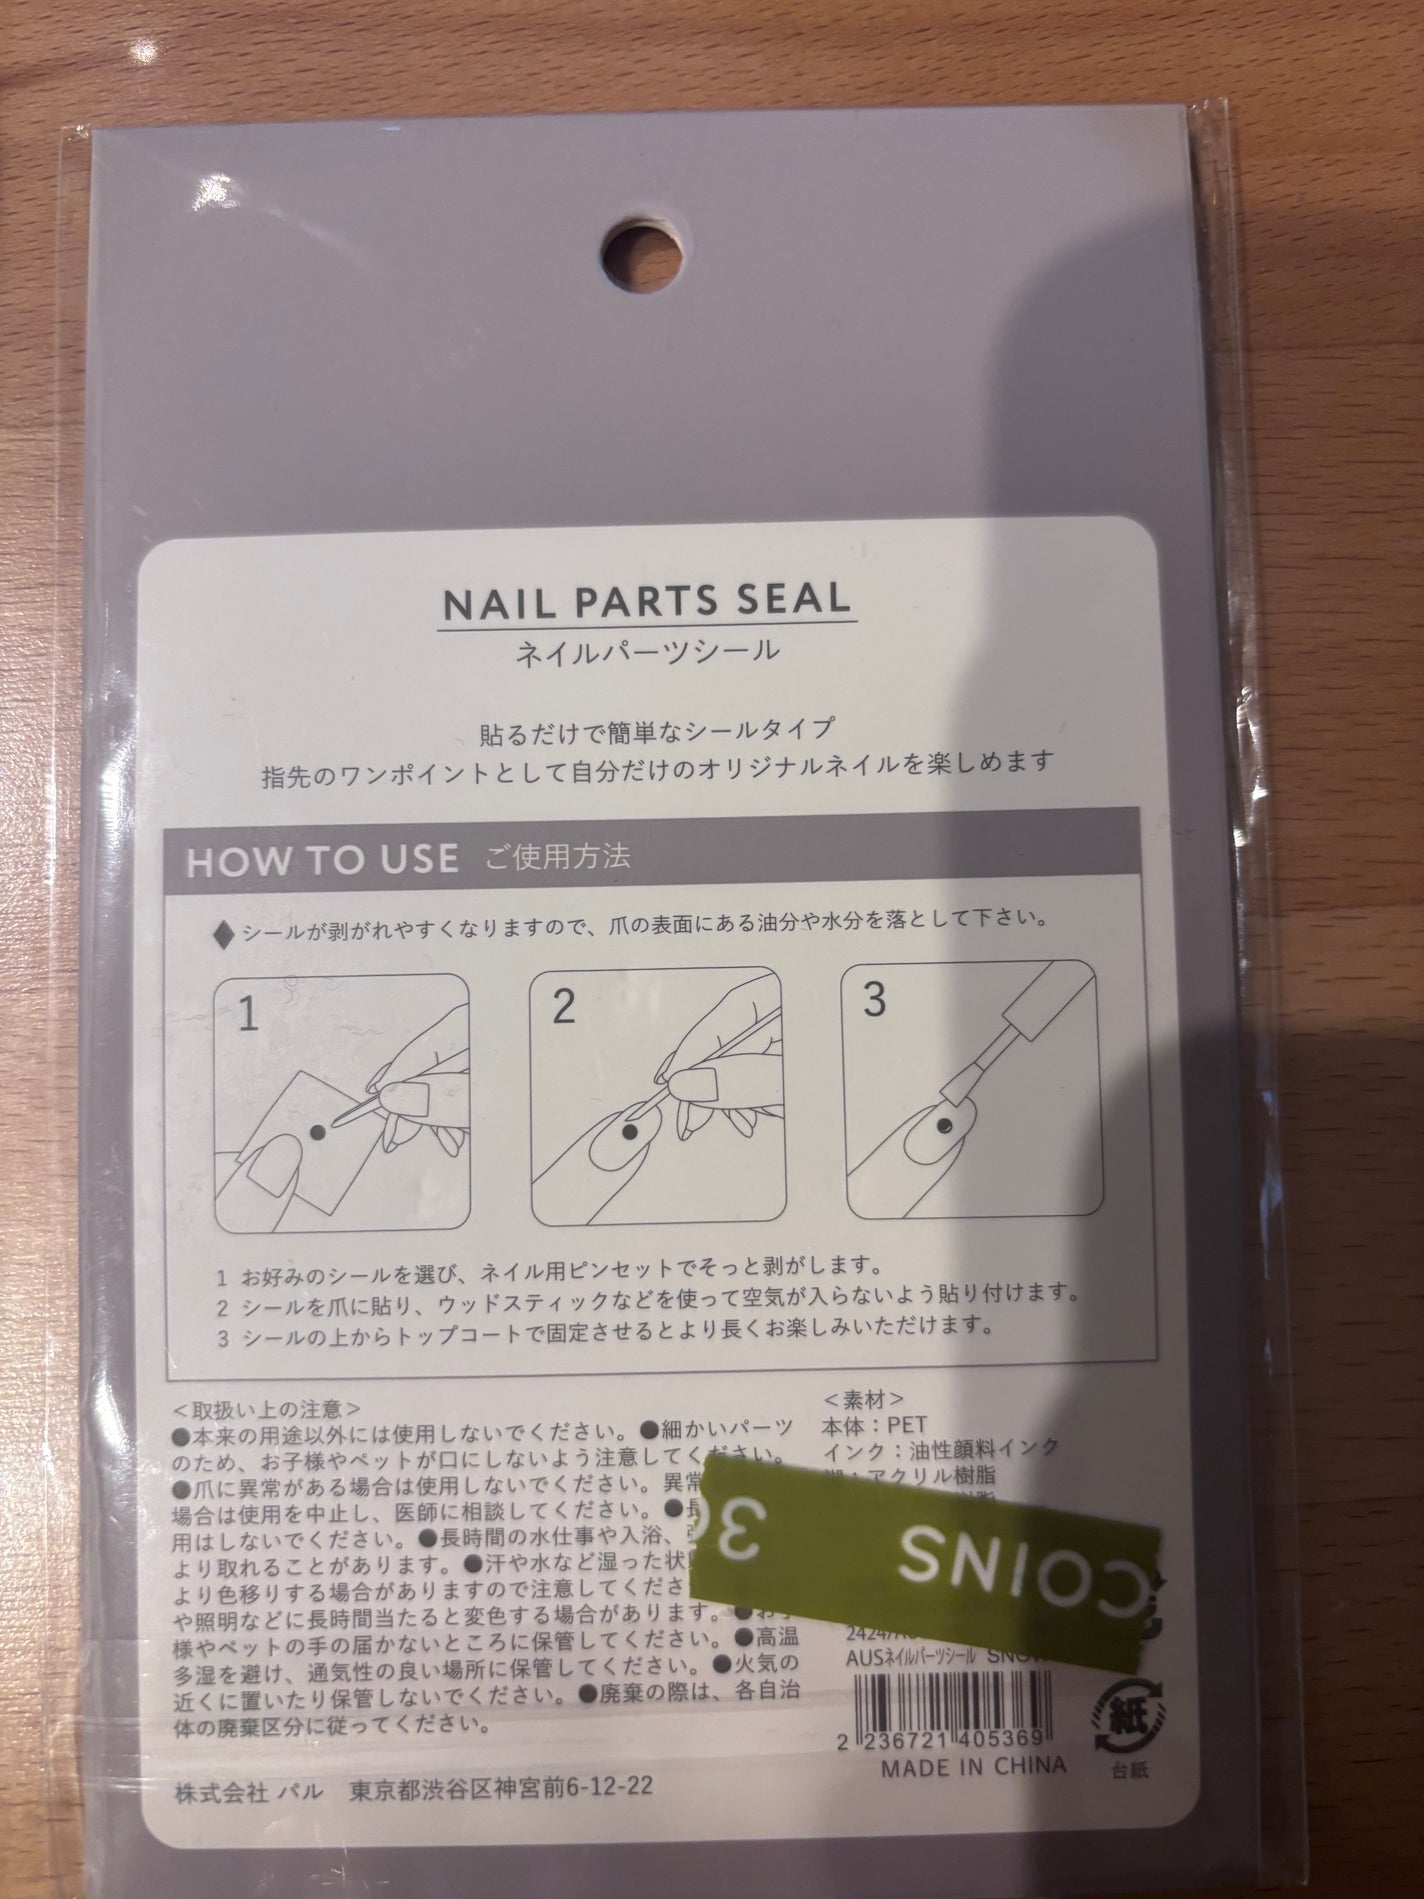 NAIL PARTS SEAL
ネイルパーツシール
貼るだけで簡単なシールタイプ
指先のワンポイントとして自分だけのオリジナルネイルを楽しめます
HOW TO USE ご使用方法
◆シールが剥がれやすくなりますので、爪の表面にある油分や水分を落として下さい。
1 2 3
1 お好みのシールを選び、ネイル用ピンセットでそっと剥がします。
2 シールを爪に貼り、ウッドスティックなどを使って空気が入らないよう貼り付けます。
3 シールの上からトップコートで固定させるとより長くお楽しみいただけます。
＜取扱い上の注意＞
●本来の用途以外には使用しないでください。●細かいパーツ
のため、お子様やペットが口にしないよう注意してください。
●爪に異常がある場合は使用しないでください。異常
場合は使用を中止し、医師に相談してください。●長
用はしないでください。●長時間の水仕事や入浴、
より取れることがあります。●汗や水など湿った状
より色移りする場合がありますので注意してくださ
や照明などに長時間当たると変色する場合があります。●お子
様やペットの手の届かないところに保管してください。●高温
多湿を避け、通気性の良い場所に保管してください。●火気の
近くに置いたり保管しないでください。●廃棄の際は、各自治
体の廃棄区分に従ってください。
株式会社 パル 東京都渋谷区神宮前6-12-22
＜素材＞
本体：PET
インク：油性顔料インク
：アクリル樹脂
樹脂
3 COINS
2424/
AUSネイルパーツシール SNOW
2 236721 405369
MADE IN CHINA
紙
台紙